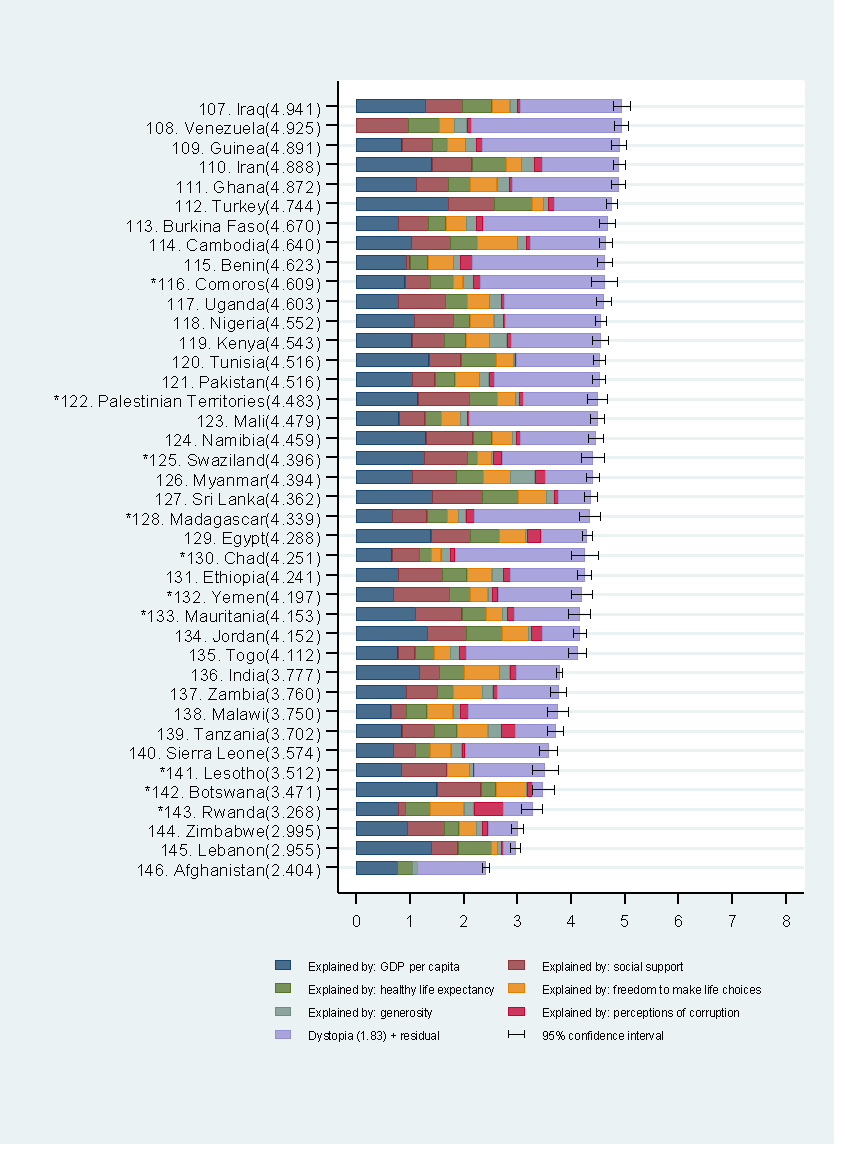 107. Iraq(4.941)
108. Venezuela(4.925)
109. Guinea(4.891)
110. Iran(4.888)
111. Ghana(4.872)
112. Turkey(4.744)
113. Burkina Faso(4.670)
114. Cambodia(4.640)
115. Benin(4.623)
*116. Comoros(4.609)
117. Uganda(4.603)
118. Nigeria(4.552)
119. Kenya(4.543)
120. Tunisia(4.516)
121. Pakistan(4.516)
*122. Palestinian Territories(4.483)
123. Mali(4.479)
124. Namibia(4.459)
*125. Swaziland(4.396)
126. Myanmar(4.394)
127. Sri Lanka(4.362)
*128. Madagascar(4.339)
129. Egypt(4.288)
*130. Chad(4.251)
131. Ethiopia(4.241)
*132. Yemen(4.197)
*133. Mauritania(4.153)
134. Jordan(4.152)
135. Togo(4.112)
136. India(3.777)
137. Zambia(3.760)
138. Malawi(3.750)
139. Tanzania(3.702)
140. Sierra Leone(3.574)
*141. Lesotho(3.512)
*142. Botswana(3.471)
*143. Rwanda(3.268)
144. Zimbabwe(2.995)
145. Lebanon(2.955)
146. Afghanistan(2.404)
0 1 2 3 4 5 6 7 8
Explained by: GDP per capita Explained by: social support
Explained by: healthy life expectancy Explained by: freedom to make life choices
Explained by: generosity Explained by: perceptions of corruption
Dystopia (1.83) + residual 95% confidence interval